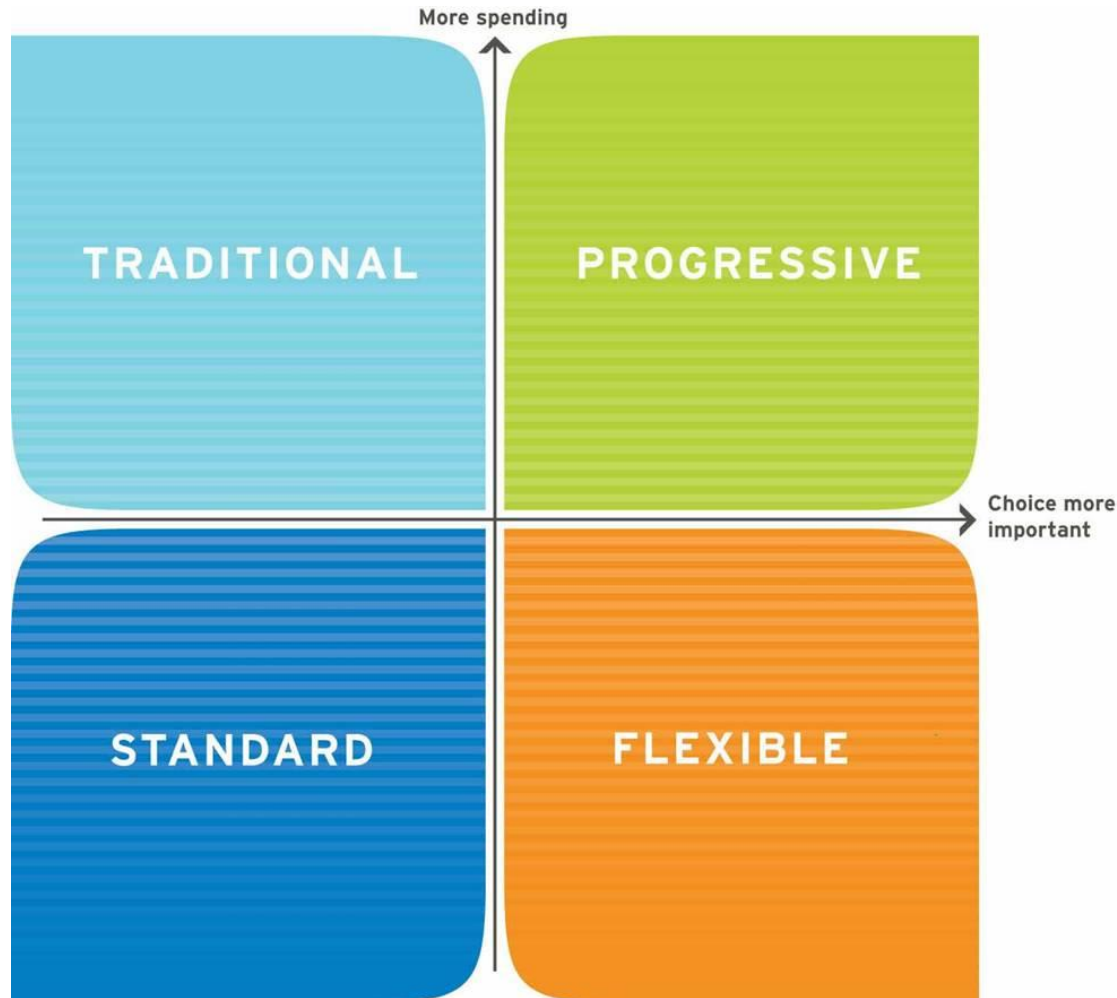 More spending
TRADITIONAL
PROGRESSIVE
Choice more
important
STANDARD
FLEXIBLE